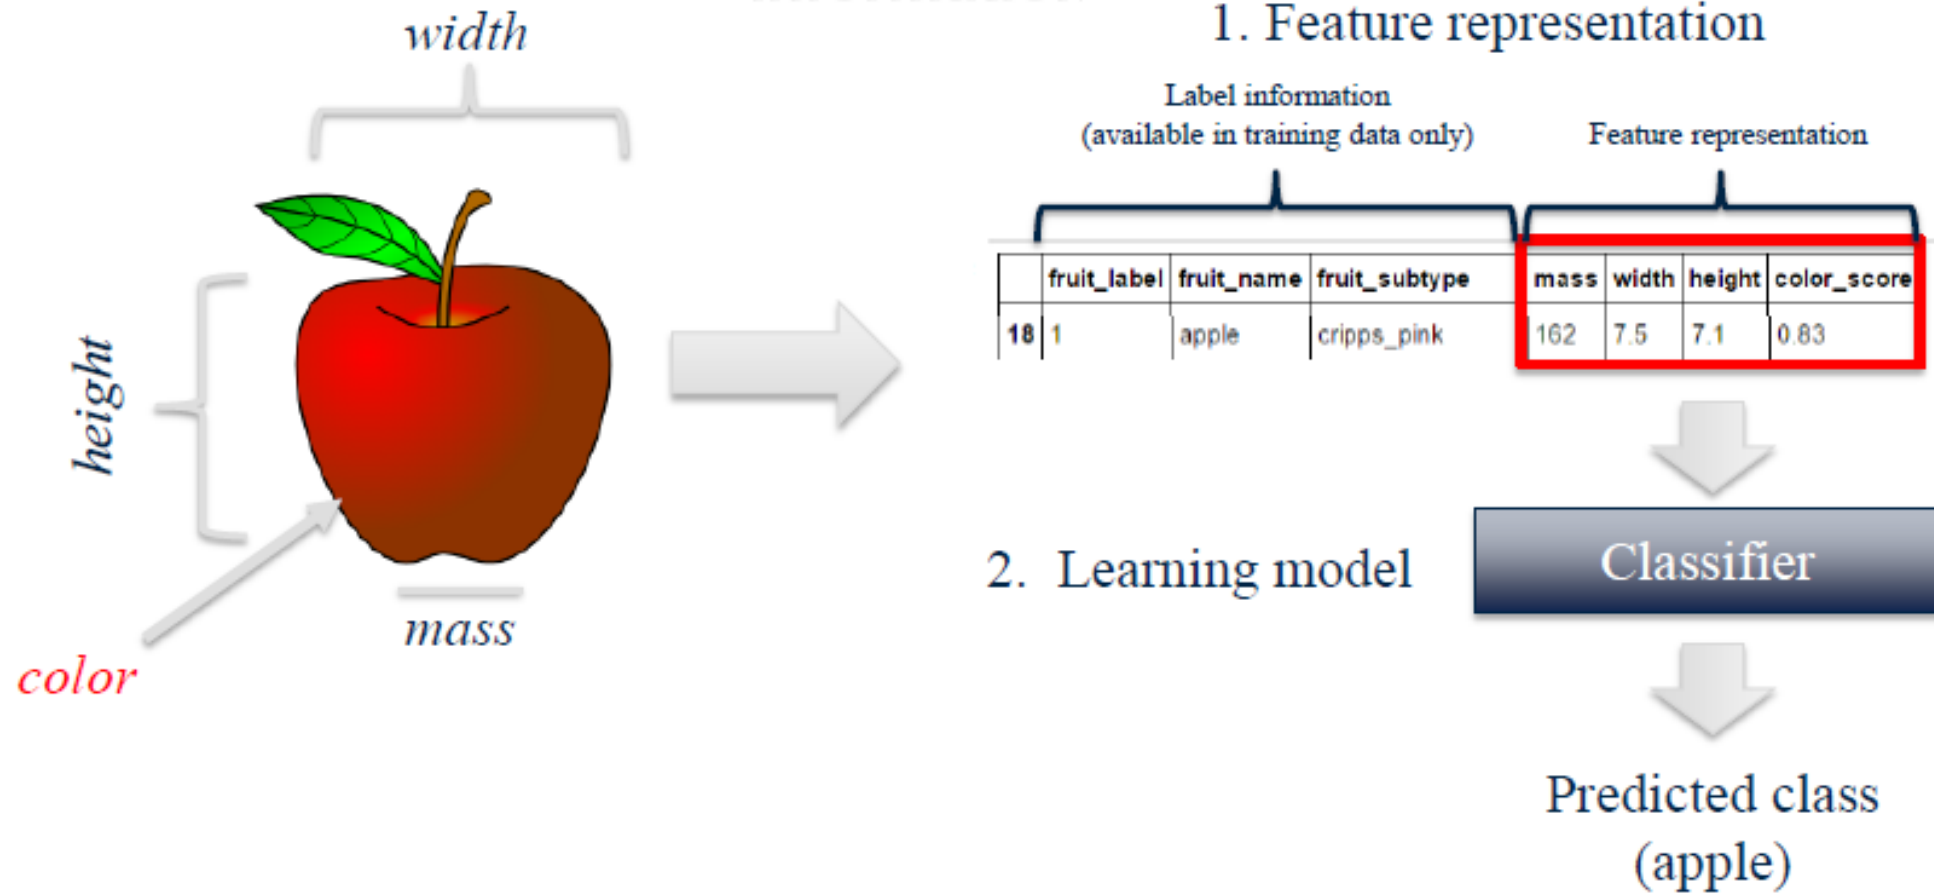 width
height
color
mass
1. Feature representation
Label information
(available in training data only)
Feature representation
fruit_label fruit_name fruit_subtype mass width height color_score
18 1 apple cripps_pink 162 7.5 7.1 0.83
2. Learning model
Classifier
Predicted class
(apple)